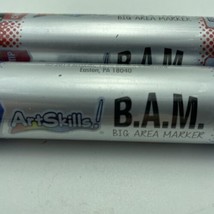 B.A.M.
BIG AREA MARKER
Easton, PA 18040
ArtSkills!
B.A.M.
BIG AREA MARKER